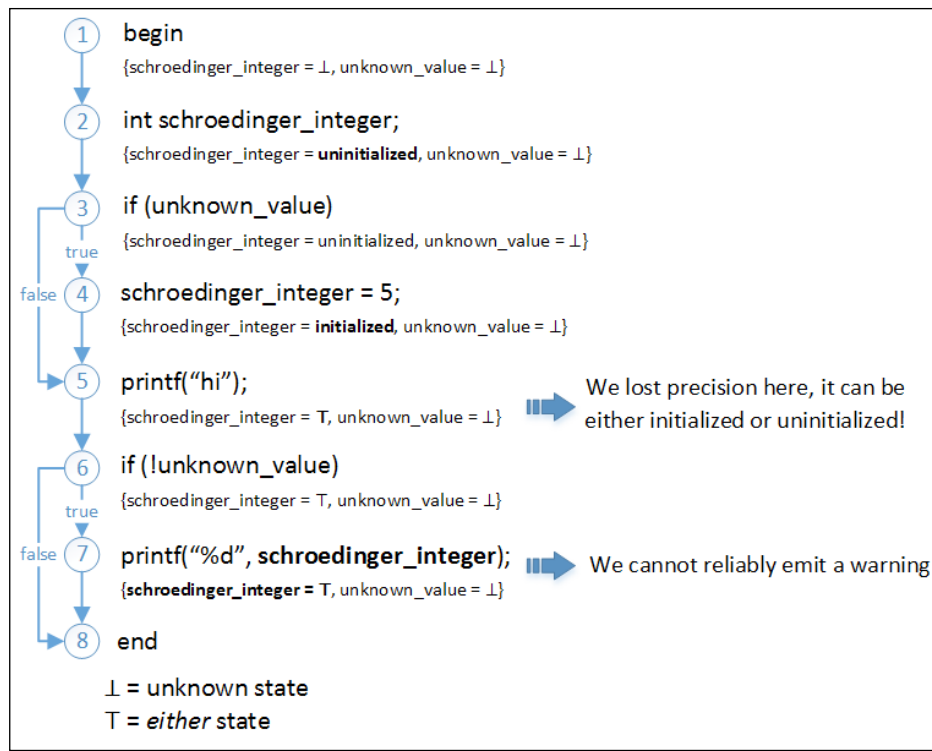 1 begin
{schroedinger_integer = ⊥, unknown_value = ⊥}
2 int schroedinger_integer;
{schroedinger_integer = uninitialized, unknown_value = ⊥}
3 if (unknown_value)
{schroedinger_integer = uninitialized, unknown_value = ⊥}
true
false 4 schroedinger_integer = 5;
{schroedinger_integer = initialized, unknown_value = ⊥}
5 printf(“hi”);
{schroedinger_integer = ⊤, unknown_value = ⊥}
We lost precision here, it can be
either initialized or uninitialized!
6 if (!unknown_value)
{schroedinger_integer = ⊤, unknown_value = ⊥}
true
false 7 printf(“%d”, schroedinger_integer);
{schroedinger_integer = ⊤, unknown_value = ⊥}
We cannot reliably emit a warning
8 end
⊥ = unknown state
⊤ = either state